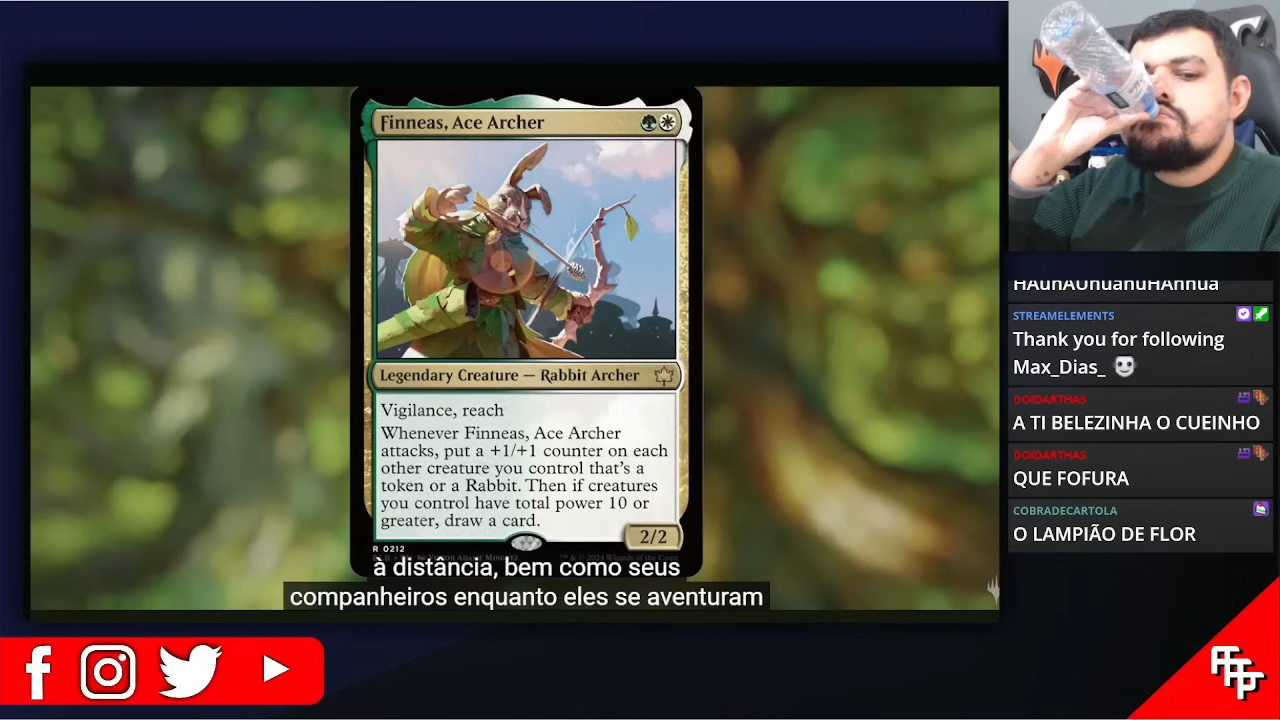 Finneas, Ace Archer
Legendary Creature — Rabbit Archer
Vigilance, reach
Whenever Finneas, Ace Archer
attacks, put a +1/+1 counter on each
other creature you control that's a
token or a Rabbit. Then if creatures
you control have total power 10 or
greater, draw a card.
2/2
R 0212
à distância, bem como seus
companheiros enquanto eles se aventuram
STREAMELEMENTS
Thank you for following
Max_Dias_
DOIDARTHAS
A TI BELEZINHA O CUEINHO
DOIDARTHAS
QUE FOFURA
COBRADECARTOLA
O LAMPIÃO DE FLOR